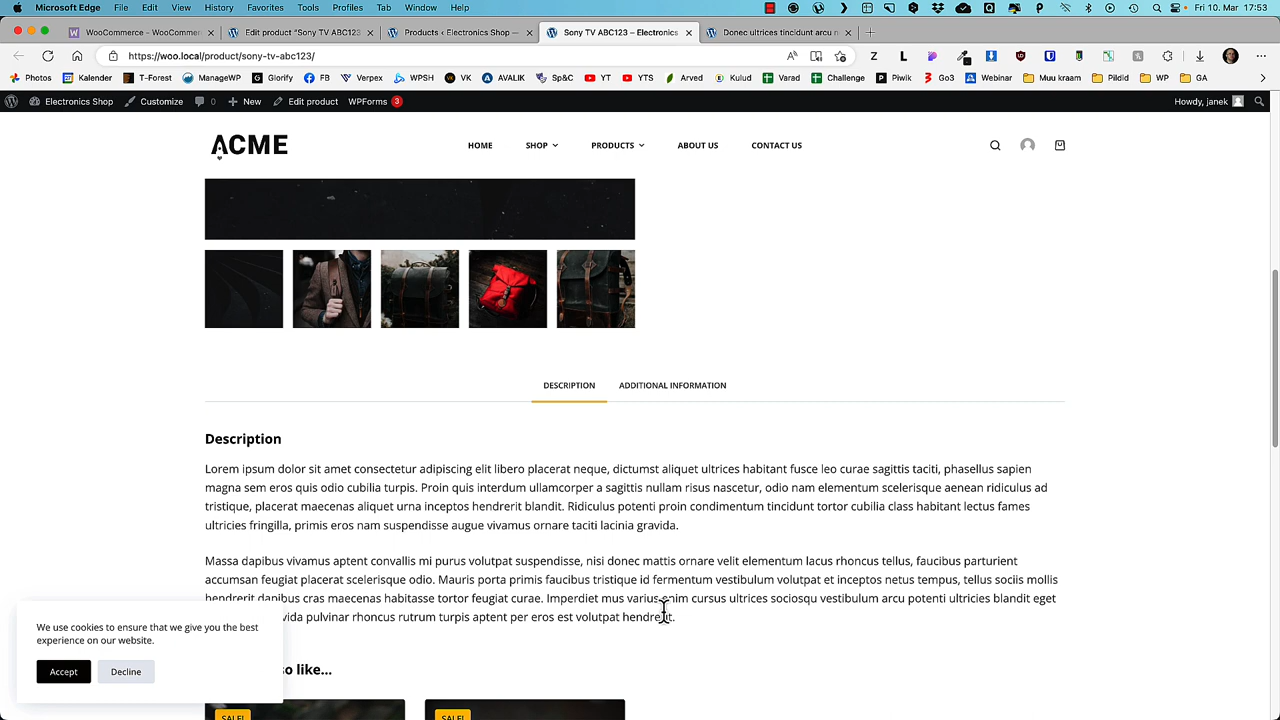 Microsoft Edge File Edit View History Favorites Tools Profiles Tab Window Help Fri 10. marek 17:53
WooCommerce ‹ WooCommerc
Edit product "Sony TV ABC123
Products ‹ Electronics Shop —
Sony TV ABC123 – Electronics
Donec ultrices tincidunt arcu n
https://woo.local/product/sony-tv-abc123/
Photos Kalender T-Forest ManageWP Glorify FB Verpex WPSH VK AVALIK Sp&C YT YTS Arved Kulud Varad Challenge Piwik Go3 Webinar Muu kraam Pildid WP GA
Electronics Shop Customize 0 New Edit product WPForms 3 Howdy, janek
ACME HOME SHOP PRODUCTS ABOUT US CONTACT US
DESCRIPTION ADDITIONAL INFORMATION
Description
Lorem ipsum dolor sit amet consectetur adipiscing elit libero placerat neque, dictumst aliquet ultrices habitant fusce leo curae sagittis taciti, phasellus sapien
magna sem eros quis odio cubilia turpis. Proin quis interdum ullamcorper a sagittis nullam risus nascetur, odio nam elementum scelerisque aenean ridiculus ad
tristique, placerat maecenas aliquet urna inceptos hendrerit blandit. Ridiculus potenti proin condimentum tincidunt tortor cubilia class habitant lectus fames
ultricies fringilla, primis eros nam suspendisse augue vivamus ornare taciti lacinia gravida.
Massa dapibus vivamus aptent convallis mi purus volutpat suspendisse, nisi donec mattis ornare velit elementum lacus rhoncus tellus, faucibus parturient
accumsan feugiat placerat scelerisque odio. Mauris porta primis faucibus tristique id fermentum vestibulum volutpat et inceptos netus tempus, tellus sociis mollis
hendrerit dapibus cras maecenas habitasse tortor feugiat curae. Imperdiet mus varius enim cursus ultrices sociosqu vestibulum arcu potenti ultricies blandit eget
vida pulvinar rhoncus rutrum turpis aptent per eros est volutpat hendrerit.
We use cookies to ensure that we give you the best
experience on our website.
Accept Decline
so like...
SALE! SALE!